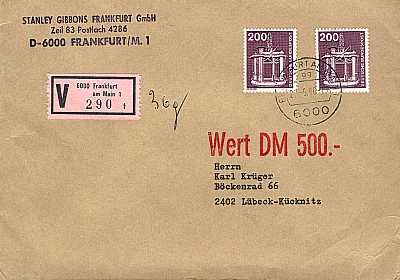 STANLEY GIBBONS FRANKFURT GmbH
Zeil 83 Postfach 4286
D-6000 FRANKFURT/M. 1
200
200
V
6000 Frankfurt
am Main 1
290
36g
6000
Wert DM 500.-
Herrn
Karl Krüger
Böckenrad 66
2402 Lübeck-Kücknitz